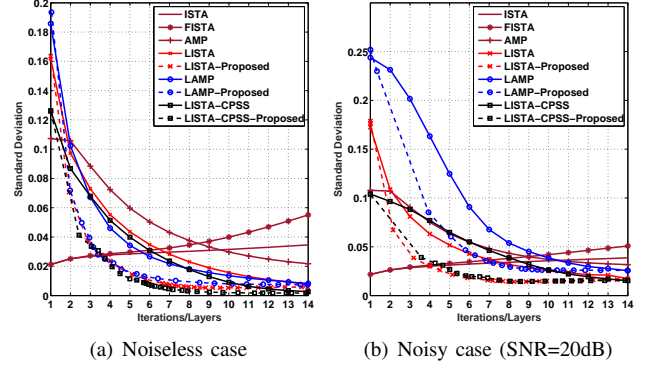 0.2
0.18
0.16
0.14
0.12
0.1
0.08
0.06
0.04
0.02
0
Standard Deviation
ISTA
FISTA
AMP
LISTA
LISTA-Proposed
LAMP
LAMP-Proposed
LISTA-CPSS
LISTA-CPSS-Proposed
1 2 3 4 5 6 7 8 9 10 11 12 13 14
Iterations/Layers
(a) Noiseless case
0.25
0.2
0.15
0.1
0.05
0
Standard Deviation
ISTA
FISTA
AMP
LISTA
LISTA-Proposed
LAMP
LAMP-Proposed
LISTA-CPSS
LISTA-CPSS-Proposed
1 2 3 4 5 6 7 8 9 10 11 12 13 14
Iterations/Layers
(b) Noisy case (SNR=20dB)